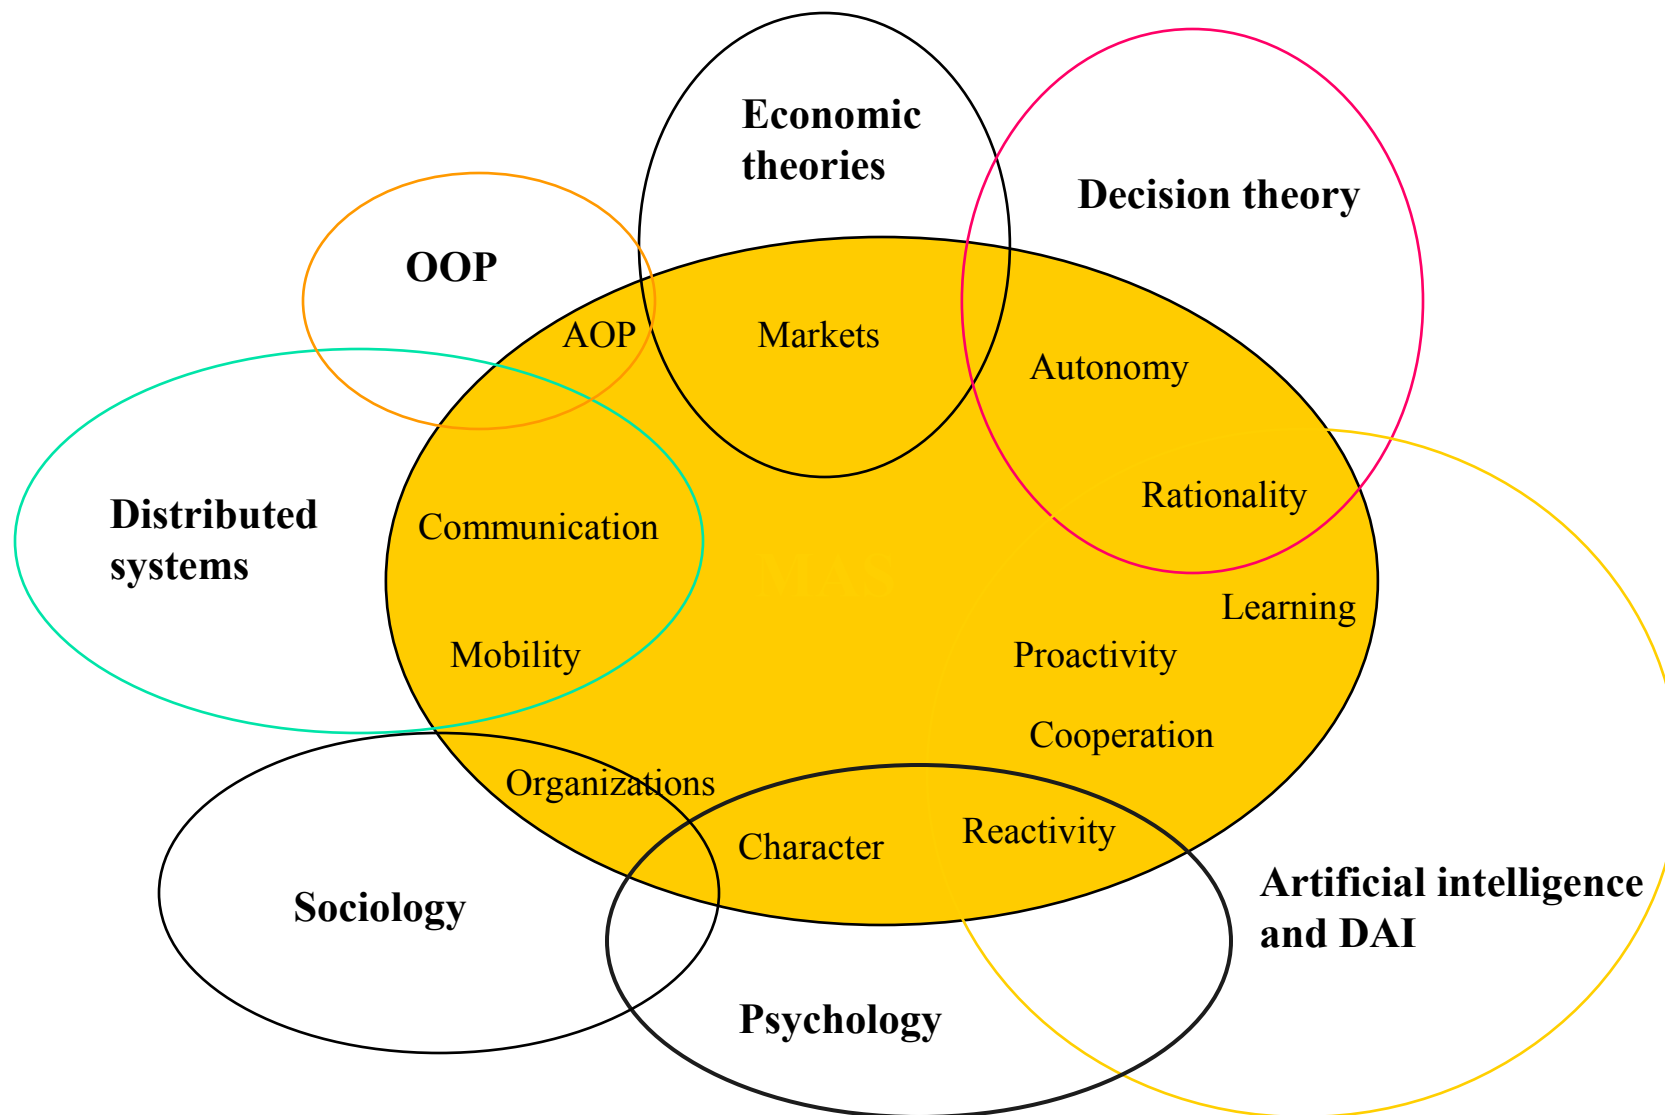 Economic
theories
Decision theory
OOP
AOP
Markets
Autonomy
Rationality
Distributed
systems
Communication
MAS
Learning
Mobility
Proactivity
Cooperation
Organizations
Character
Reactivity
Sociology
Artificial intelligence
and DAI
Psychology